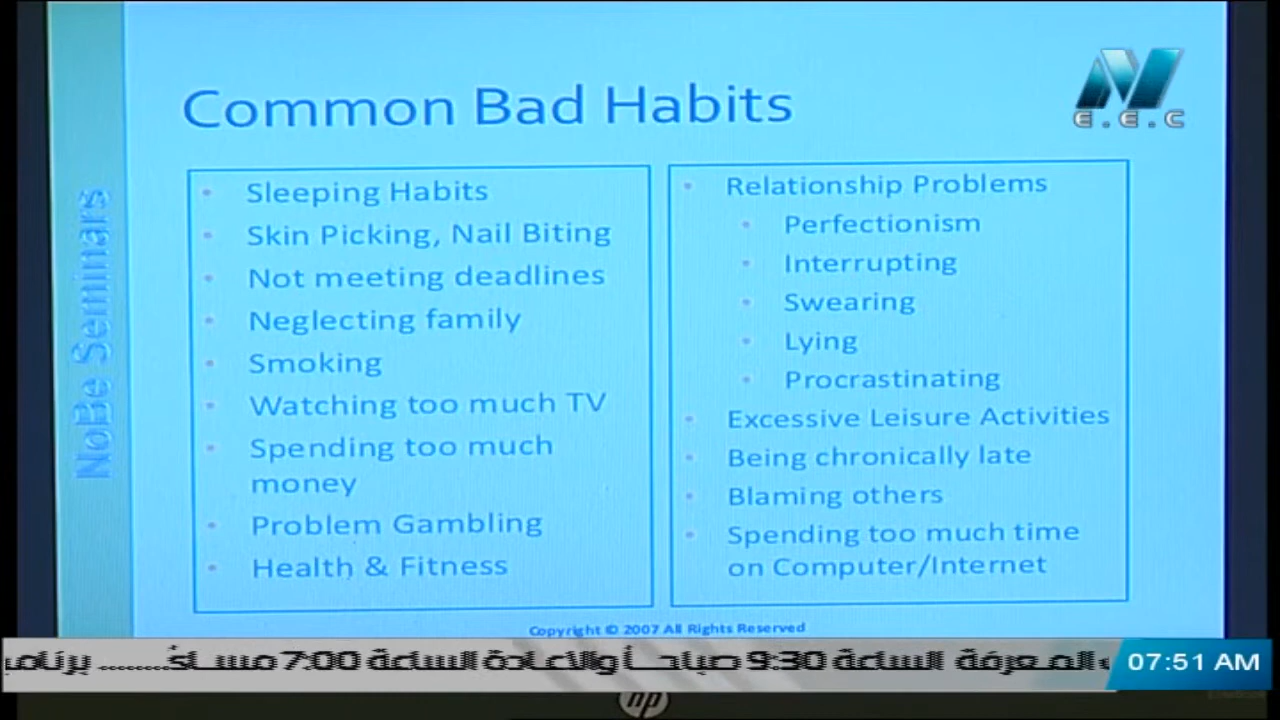 Common Bad Habits
E.E.C
NoBe Seminars
Sleeping Habits
Skin Picking, Nail Biting
Not meeting deadlines
Neglecting family
Smoking
Watching too much TV
Spending too much
money
Problem Gambling
Health & Fitness
Relationship Problems
Perfectionism
Interrupting
Swearing
Lying
Procrastinating
Excessive Leisure Activities
Being chronically late
Blaming others
Spending too much time
on Computer/Internet
Copyright © 2007 All Rights Reserved
المعرفة الساعة 9:30 صباحاً والاعادة الساعة 7:00 مساءً........
07:51 AM
hp